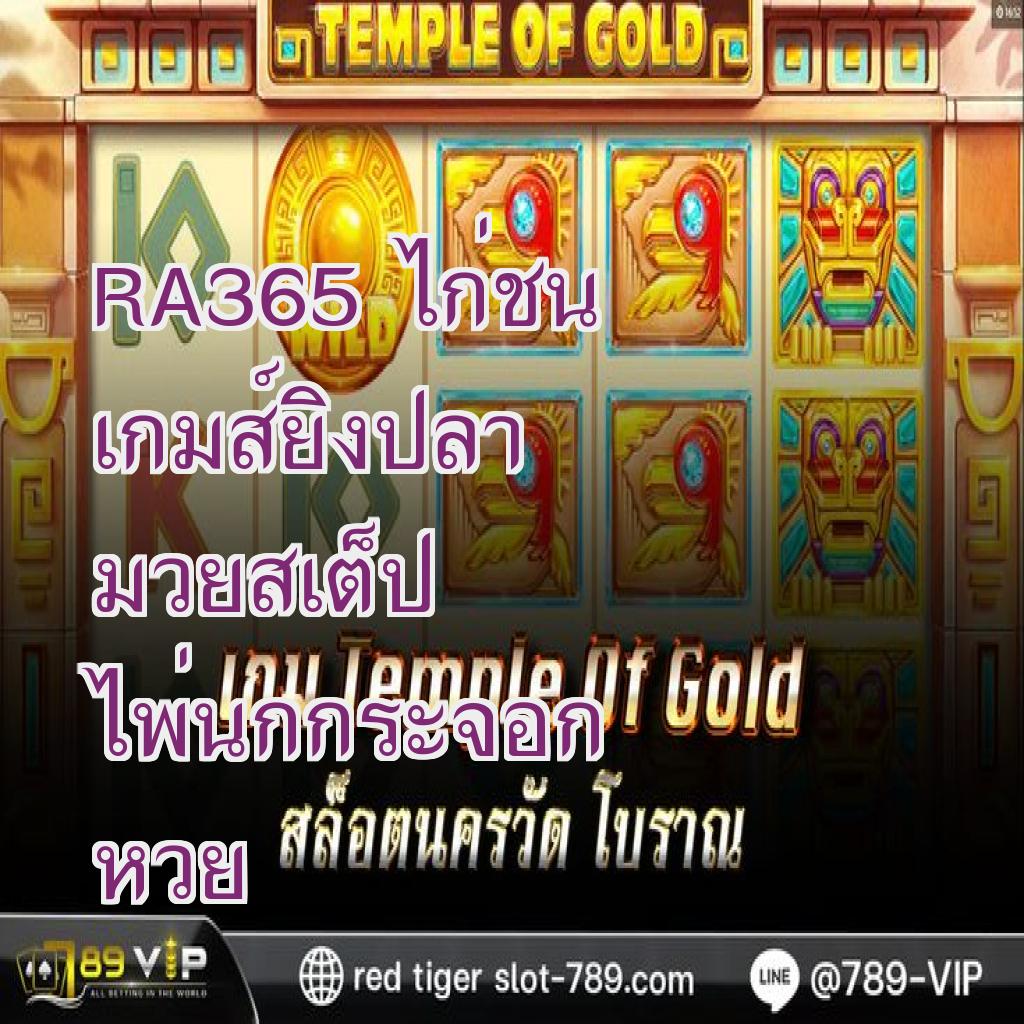 TEMPLE OF GOLD
WILD
RA365 ไก่ชน
เกมส์ยิงปลา
K
มวยสเต็ป
เกม Temple Of Gold
ไพ่นกกระจอก
สล็อตนครวัด โบราณ
หวย
789 VIP
ALL BETTING IN THE WORLD
red tiger slot-789.com
LINE
@789-VIP